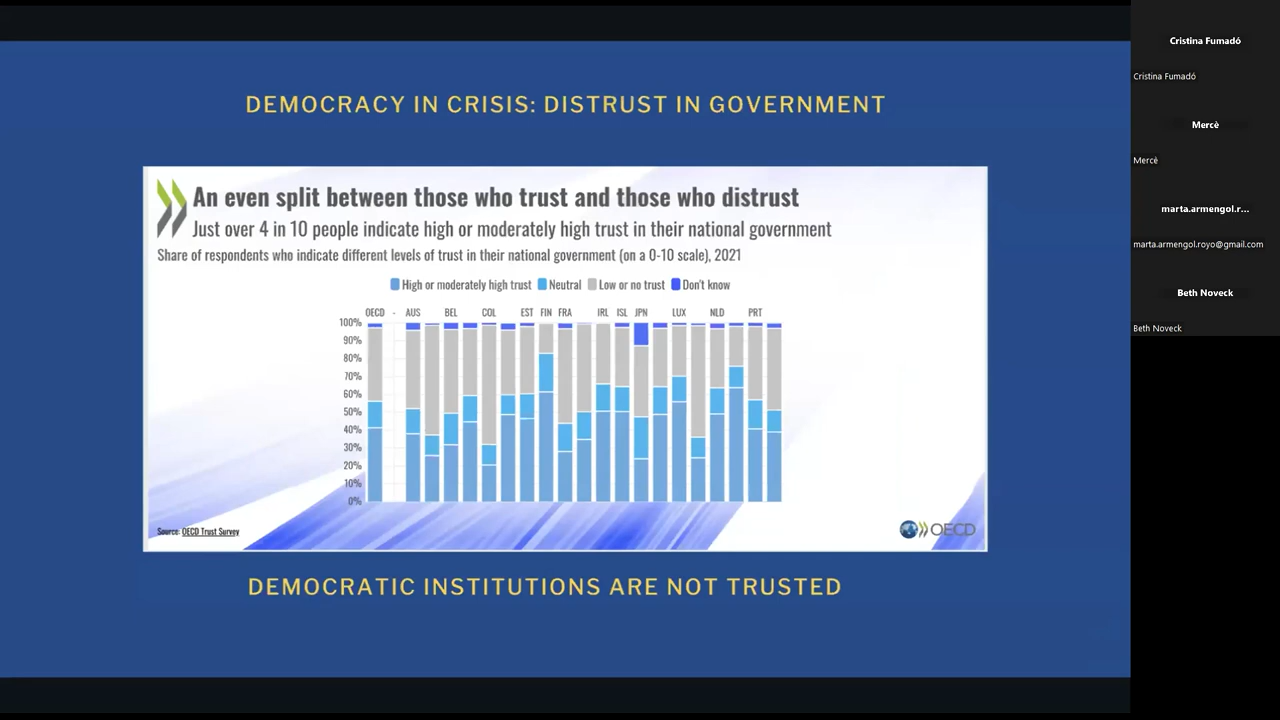 DEMOCRACY IN CRISIS: DISTRUST IN GOVERNMENT
An even split between those who trust and those who distrust
Just over 4 in 10 people indicate high or moderately high trust in their national government
Share of respondents who indicate different levels of trust in their national government (on a 0-10 scale), 2021
High or moderately high trust Neutral Low or no trust Don't know
OECD - AUS BEL COL EST FIN FRA IRL ISL JPN LUX NLD PRT
100%
90%
80%
70%
60%
50%
40%
30%
20%
10%
0%
Source: OECD Trust Survey
OECD
DEMOCRATIC INSTITUTIONS ARE NOT TRUSTED
Cristina Fumadó
Cristina Fumadó
Mercè
Mercè
marta.armengol.r...
marta.armengol.royo@gmail.com
Beth Noveck
Beth Noveck